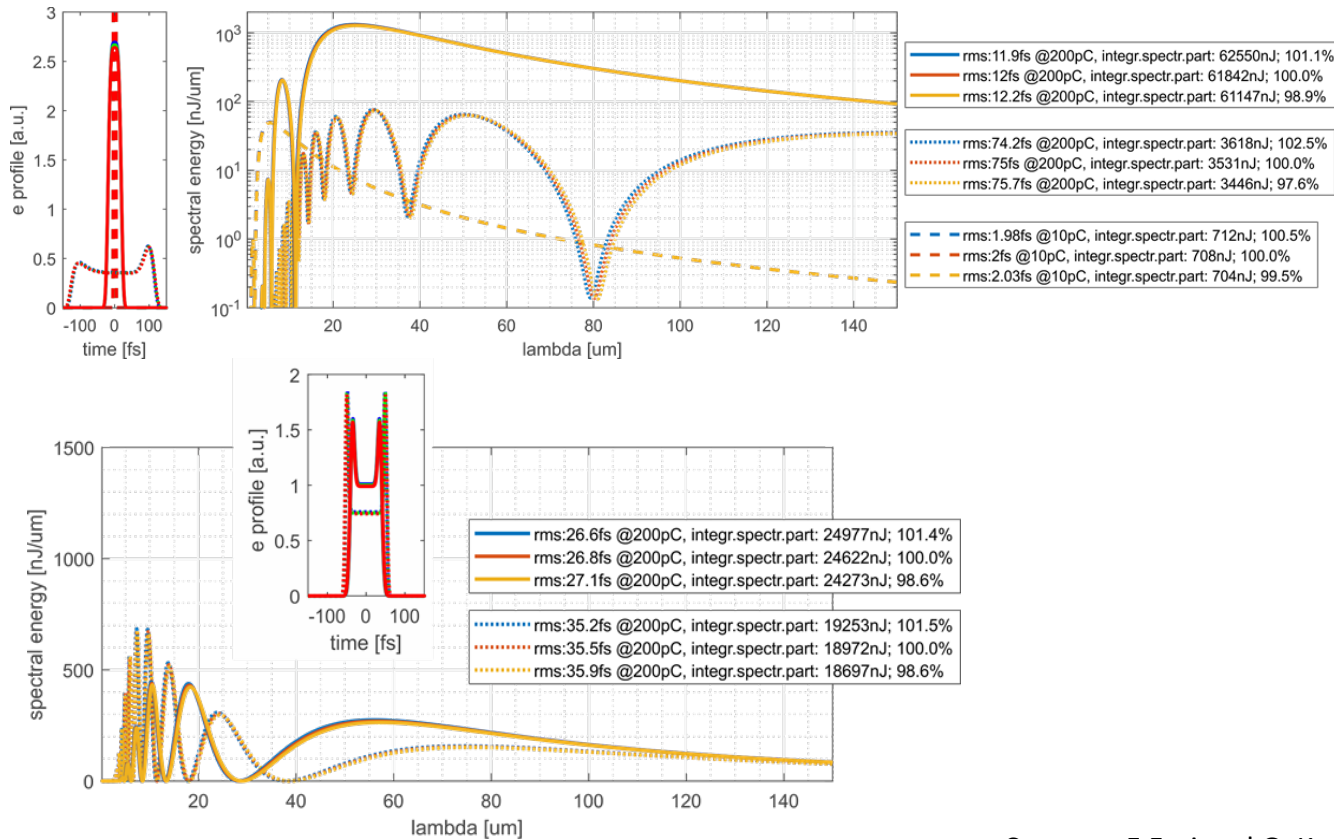 3
2.5
2
1.5
1
0.5
0
e profile [a.u.]
-100 0 100
time [fs]
10³
10²
10¹
10⁰
10⁻¹
spectral energy [nJ/um]
20 40 60 80 100 120 140
lambda [um]
rms:11.9fs @200pC, integr.spectr.part: 62550nJ; 101.1%
rms:12fs @200pC, integr.spectr.part: 61842nJ; 100.0%
rms:12.2fs @200pC, integr.spectr.part: 61147nJ; 98.9%
rms:74.2fs @200pC, integr.spectr.part: 3618nJ; 102.5%
rms:75fs @200pC, integr.spectr.part: 3531nJ; 100.0%
rms:75.7fs @200pC, integr.spectr.part: 3446nJ; 97.6%
rms:1.98fs @10pC, integr.spectr.part: 712nJ; 100.5%
rms:2fs @10pC, integr.spectr.part: 708nJ; 100.0%
rms:2.03fs @10pC, integr.spectr.part: 704nJ; 99.5%
2
1.5
1
0.5
0
e profile [a.u.]
-100 0 100
time [fs]
1500
1000
500
0
spectral energy [nJ/um]
20 40 60 80 100 120 140
lambda [um]
rms:26.6fs @200pC, integr.spectr.part: 24977nJ; 101.4%
rms:26.8fs @200pC, integr.spectr.part: 24622nJ; 100.0%
rms:27.1fs @200pC, integr.spectr.part: 24273nJ; 98.6%
rms:35.2fs @200pC, integr.spectr.part: 19253nJ; 101.5%
rms:35.5fs @200pC, integr.spectr.part: 18972nJ; 100.0%
rms:35.9fs @200pC, integr.spectr.part: 18697nJ; 98.6%